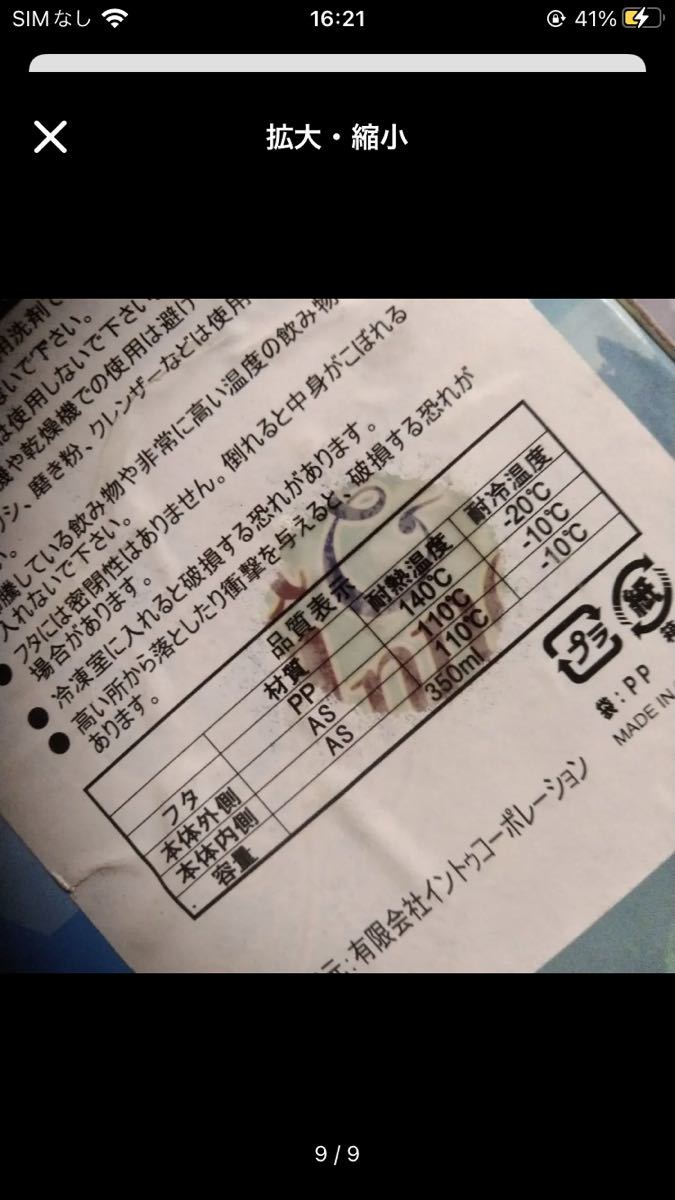 SIMなし 16:21 41%
拡大・縮小
用洗剤で
ないで下さい。
は使用しないで下さい
機や乾燥機での使用は避け
ワシ、磨き粉、クレンザーなどは使用
沸騰している飲み物や非常に高い温度の飲み物
入れないで下さい。
●フタには密閉性はありません。倒れると中身がこぼれる
場合があります。
●冷凍室に入れると破損する恐れがあります。
●高い所から落としたり衝撃を与えると、破損する恐れが
あります。
品質表示
材質 耐熱温度 耐冷温度
フタ PP 140℃ -20℃
本体外側 AS 110℃ -10℃
本体内側 AS 110℃ -10℃
容量 350ml
プラ 紙
袋：PP 箱
MADE IN
元：有限会社イントゥコーポレーション
9 / 9